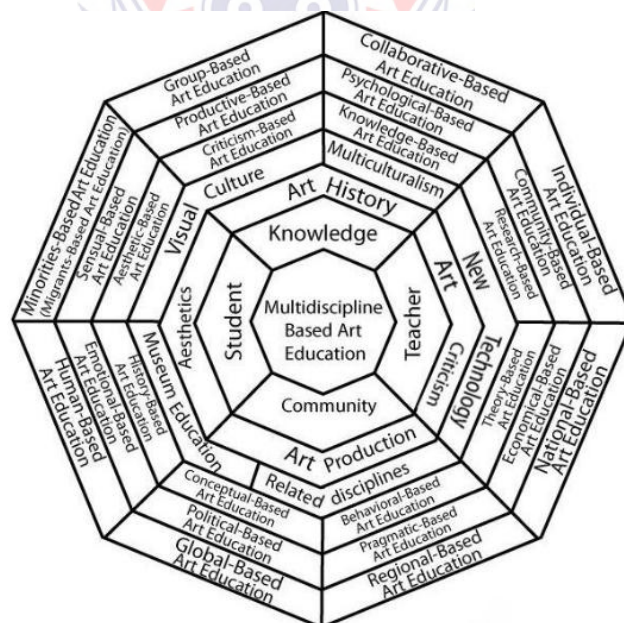 Group-Based
Art Education
Productive-Based
Art Education
Criticism-Based
Art Education
Visual Culture
Collaborative-Based
Art Education
Psychological-Based
Art Education
Knowledge-Based
Art Education
Multiculturalism
Individual-Based
Art Education
Community-Based
Art Education
Research-Based
Art Education
New Technology
National-Based
Art Education
Economical-Based
Art Education
Theory-Based
Art Education
Regional-Based
Art Education
Pragmatic-Based
Art Education
Behavioral-Based
Art Education
Related disciplines
Global-Based
Art Education
Political-Based
Art Education
Conceptual-Based
Art Education
Human-Based
Art Education
Emotional-Based
Art Education
History-Based
Art Education
Museum Education
Minorities-Based Art Education
(Migrants-Based Art Education)
Sensual-Based
Art Education
Aesthetic-Based
Art Education
Art History
Art Criticism
Art Production
Aesthetics
Knowledge
Teacher
Community
Student
Multidiscipline
Based Art
Education